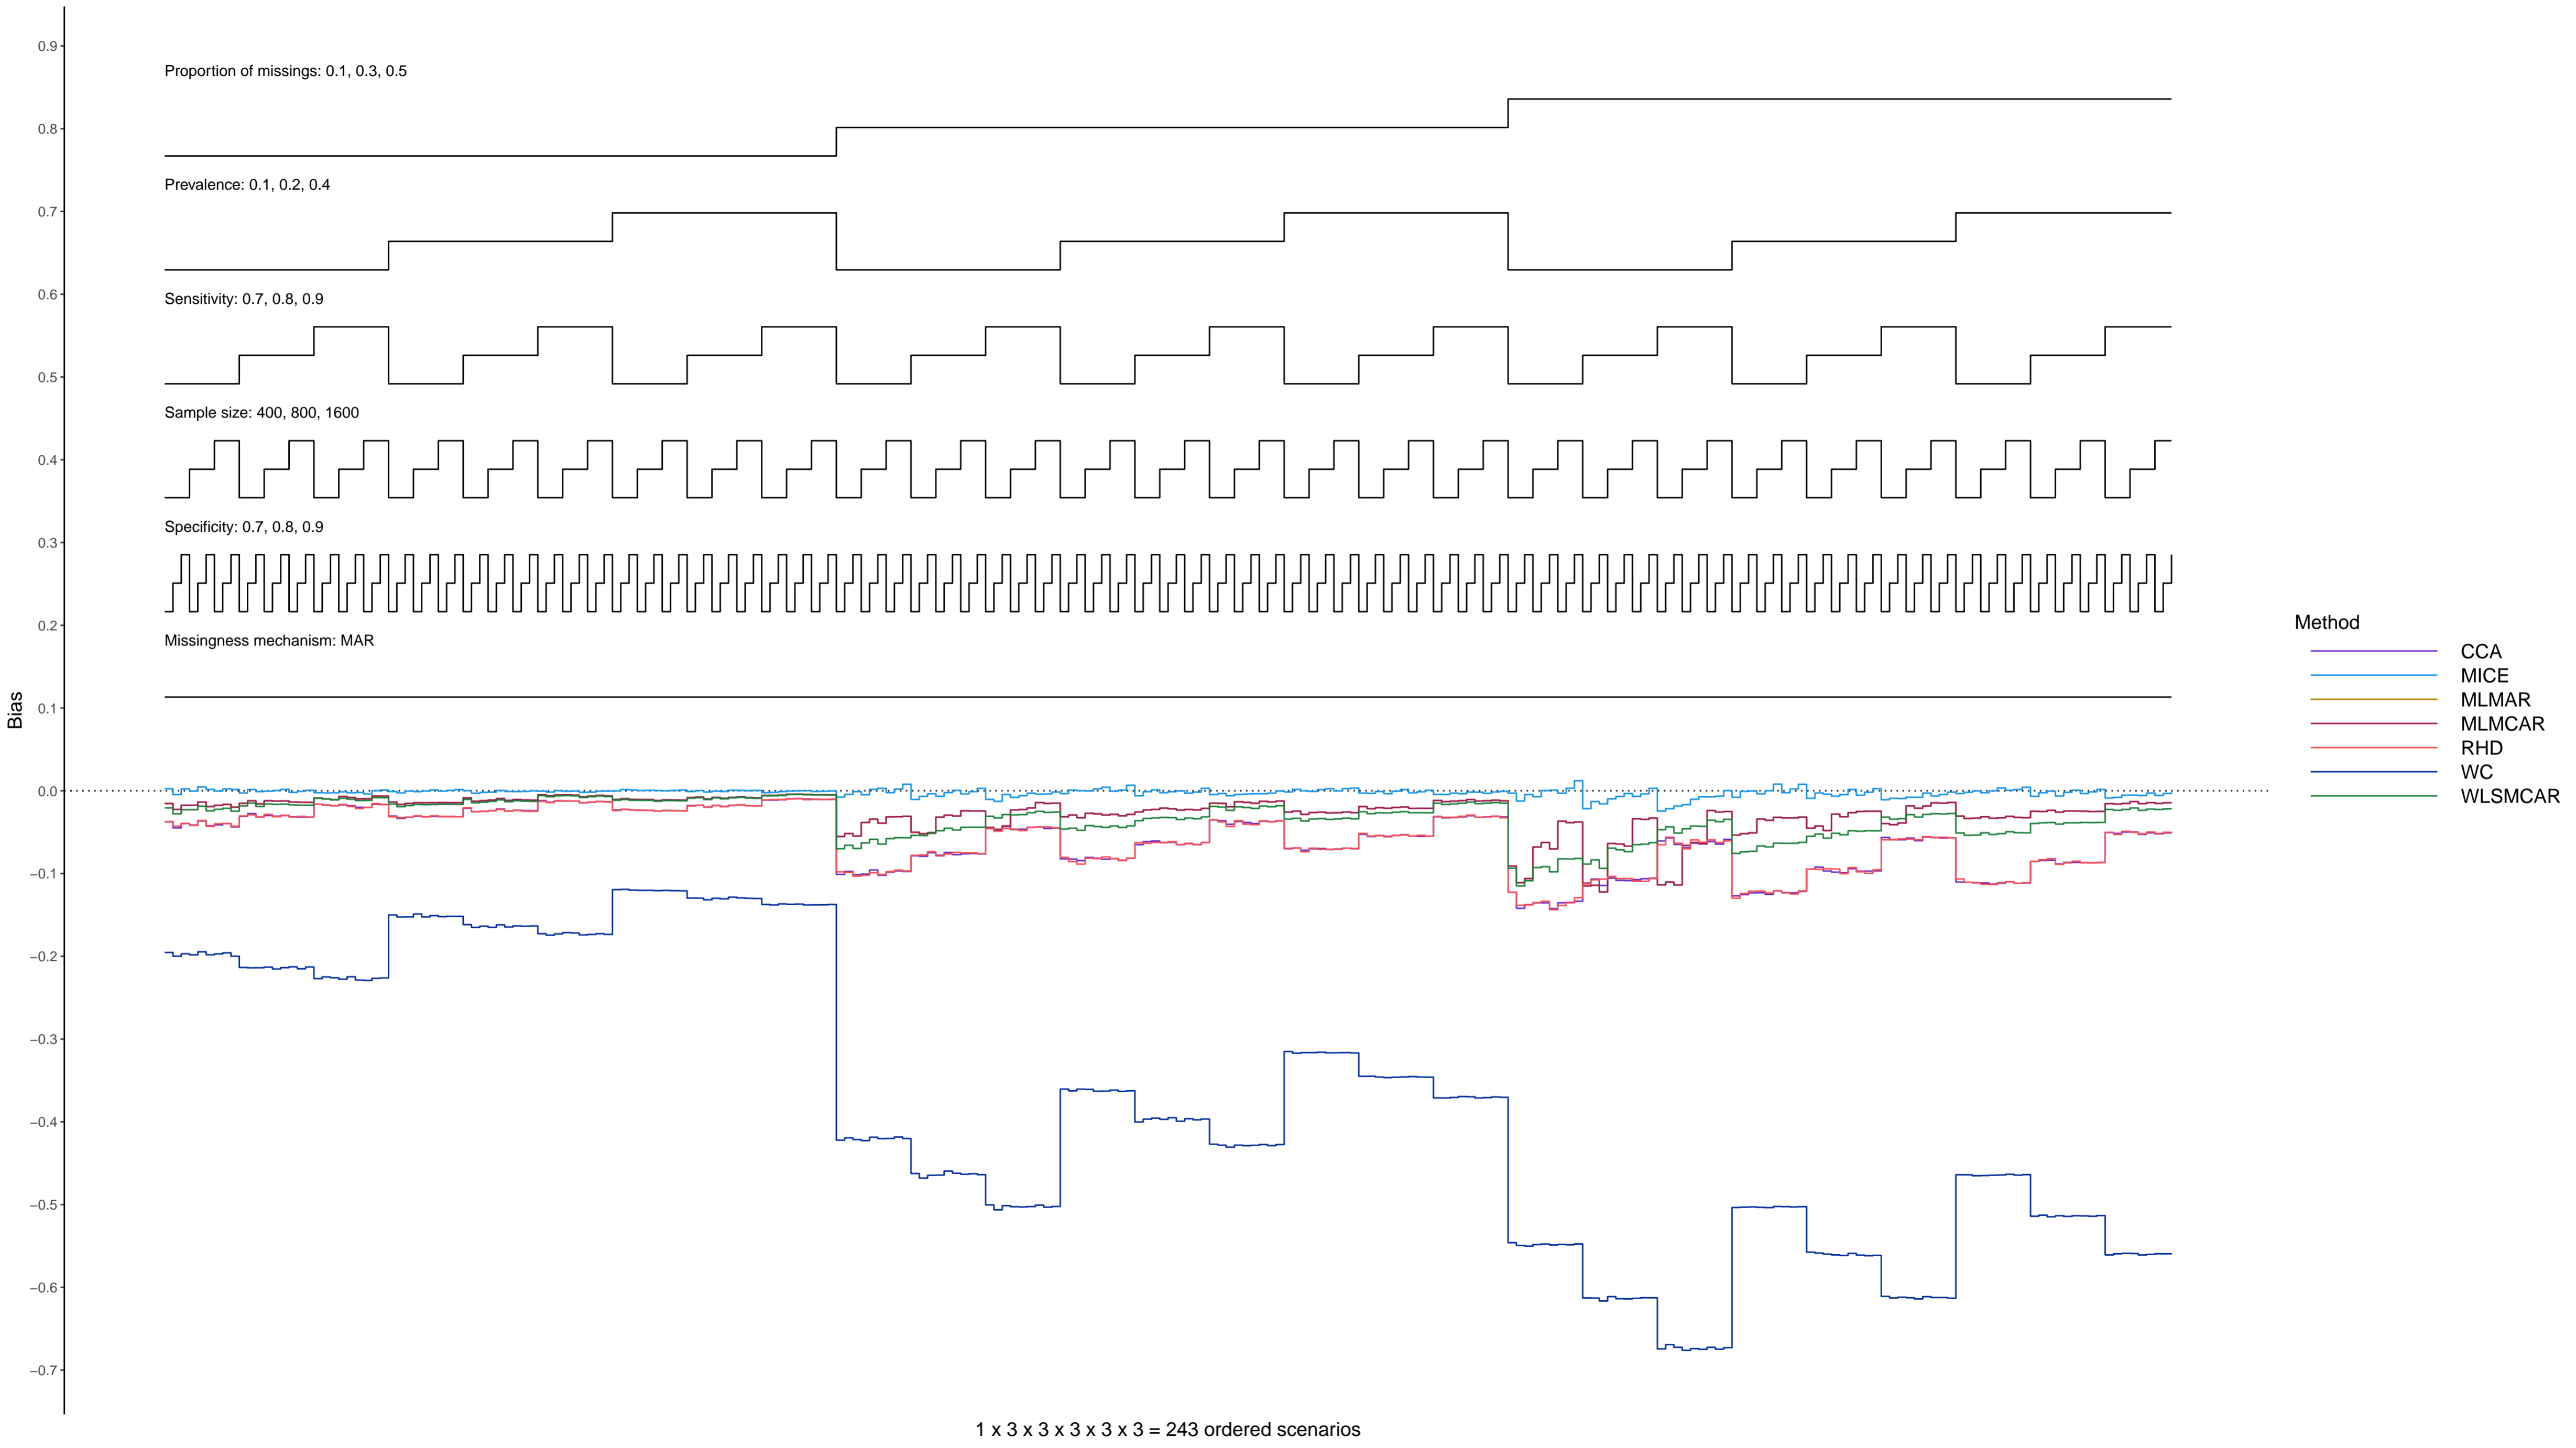 0.9
Proportion of missings: 0.1, 0.3, 0.5
0.8
Prevalence: 0.1, 0.2, 0.4
0.7
0.6
Sensitivity: 0.7, 0.8, 0.9
0.5
Sample size: 400, 800, 1600
0.4
Specificity: 0.7, 0.8, 0.9
0.3
0.2
Missingness mechanism: MAR
0.1
Bias
0.0
−0.1
−0.2
−0.3
−0.4
−0.5
−0.6
−0.7
1 x 3 x 3 x 3 x 3 x 3 = 243 ordered scenarios
Method
CCA
MICE
MLMAR
MLMCAR
RHD
WC
WLSMCAR